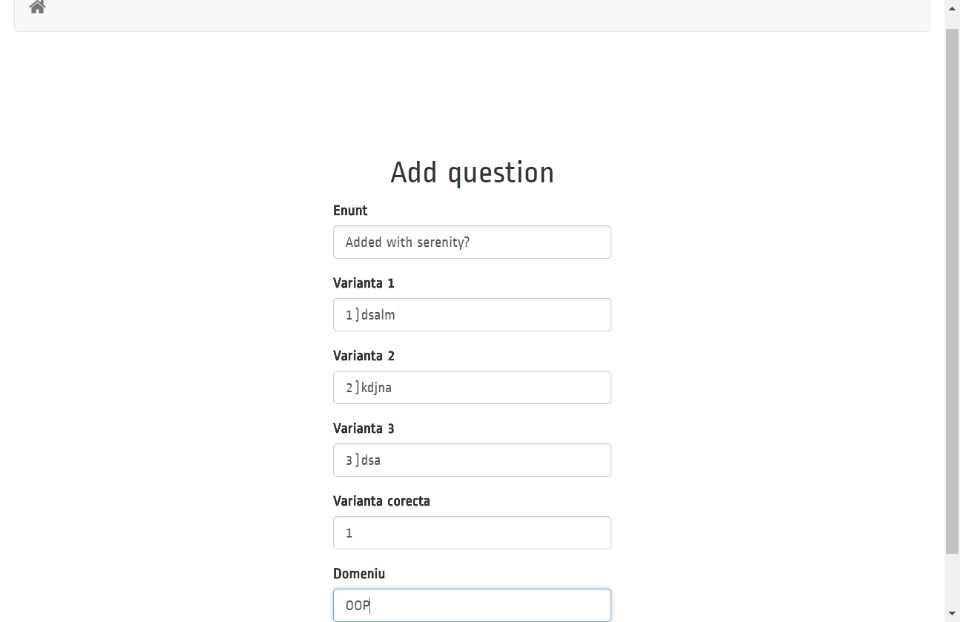 Add question
Enunt
Added with serenity?
Varianta 1
1)dsalm
Varianta 2
2)kdjna
Varianta 3
3)dsa
Varianta corecta
1
Domeniu
OOP